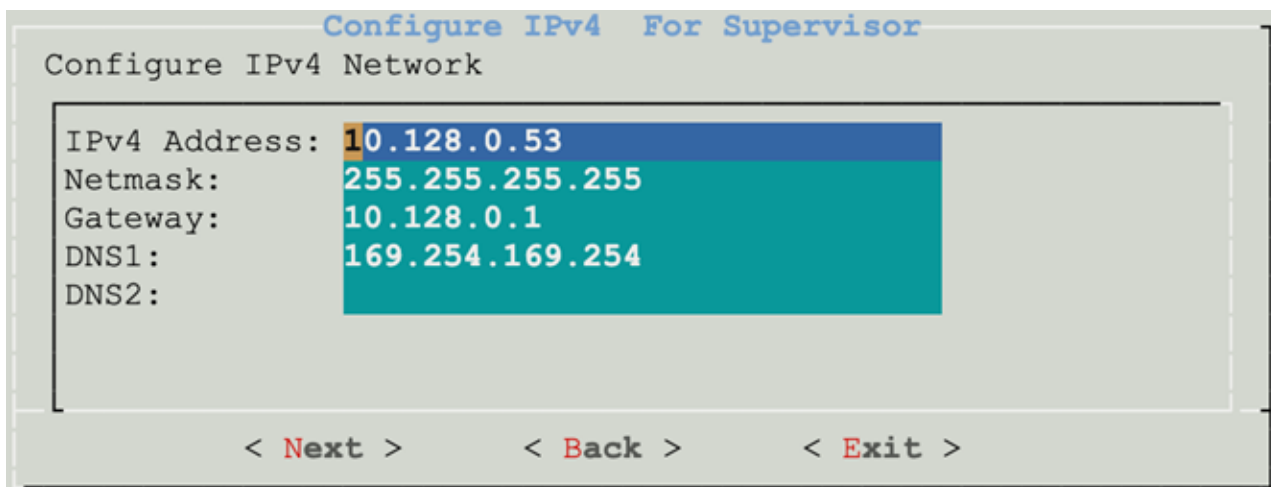 Configure IPv4  For Supervisor
Configure IPv4 Network
IPv4 Address: 10.128.0.53
Netmask: 255.255.255.255
Gateway: 10.128.0.1
DNS1: 169.254.169.254
DNS2:
< Next > < Back > < Exit >